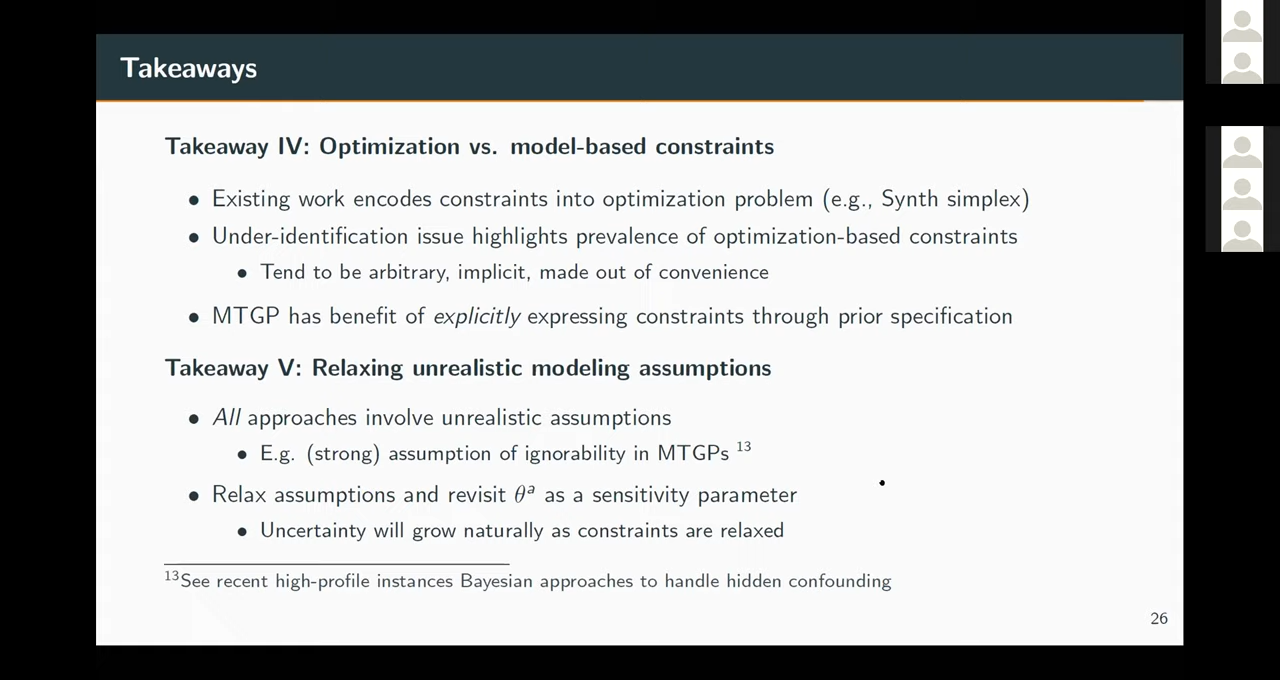 Takeaways
Takeaway IV: Optimization vs. model-based constraints
• Existing work encodes constraints into optimization problem (e.g., Synth simplex)
• Under-identification issue highlights prevalence of optimization-based constraints
• Tend to be arbitrary, implicit, made out of convenience
• MTGP has benefit of explicitly expressing constraints through prior specification
Takeaway V: Relaxing unrealistic modeling assumptions
• All approaches involve unrealistic assumptions
• E.g. (strong) assumption of ignorability in MTGPs ¹³
• Relax assumptions and revisit θᵃ as a sensitivity parameter
• Uncertainty will grow naturally as constraints are relaxed
¹³See recent high-profile instances Bayesian approaches to handle hidden confounding
26